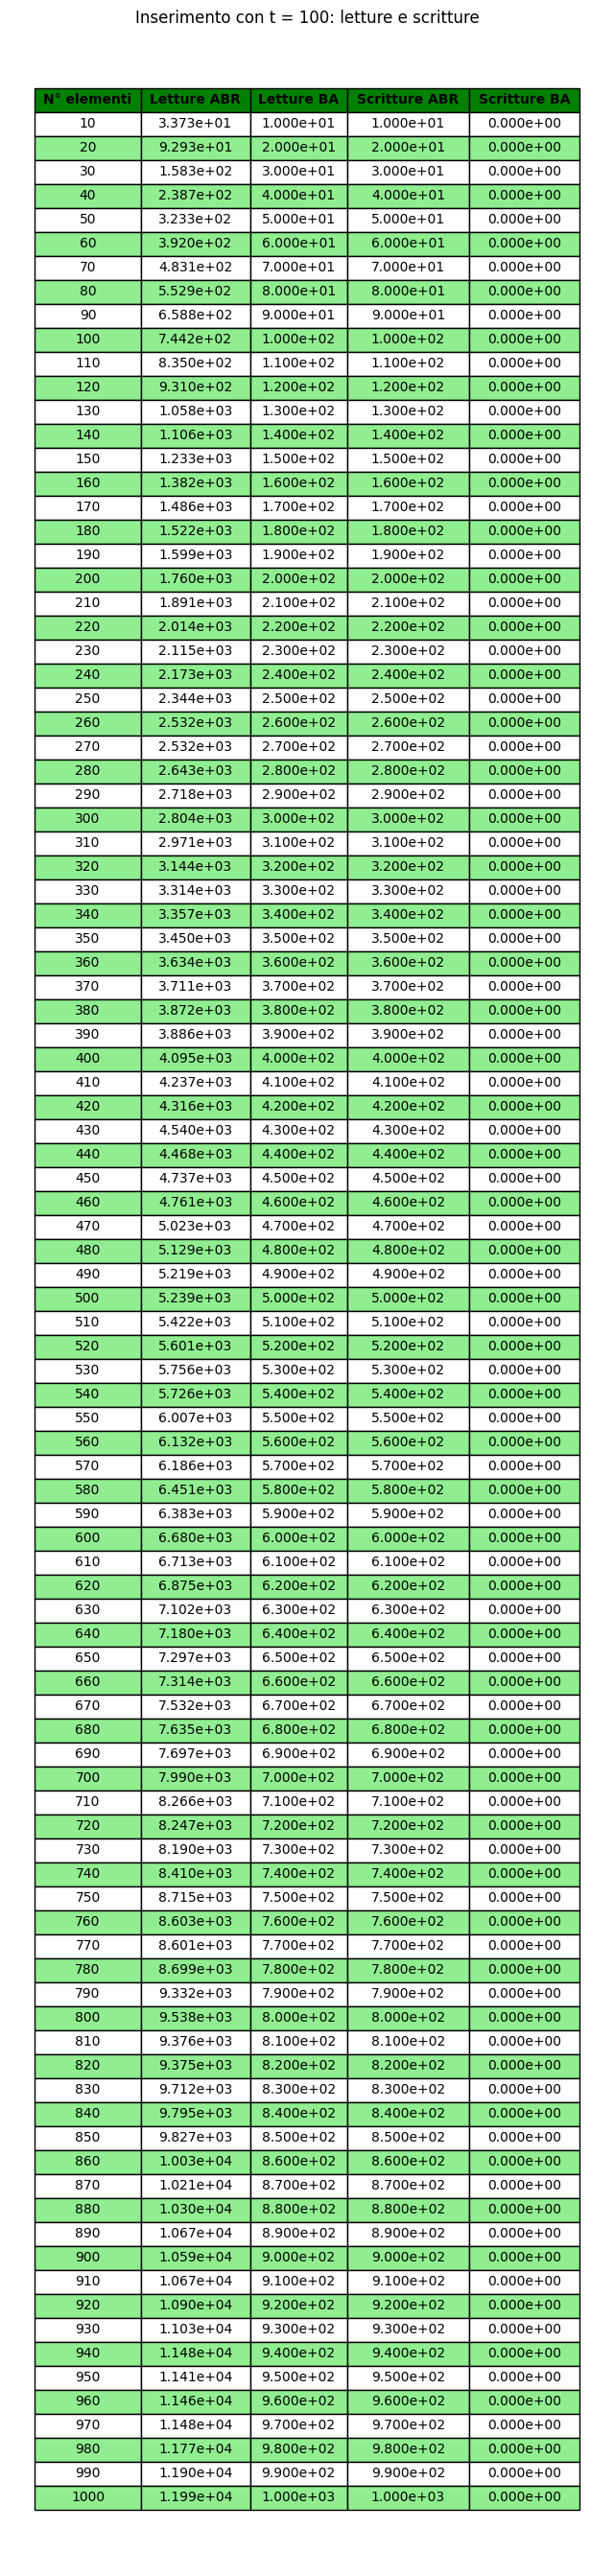 Inserimento con t = 100: letture e scritture
N° elementi Letture ABR Letture BA Scritture ABR Scritture BA
10 3.373e+01 1.000e+01 1.000e+01 0.000e+00
20 9.293e+01 2.000e+01 2.000e+01 0.000e+00
30 1.583e+02 3.000e+01 3.000e+01 0.000e+00
40 2.387e+02 4.000e+01 4.000e+01 0.000e+00
50 3.233e+02 5.000e+01 5.000e+01 0.000e+00
60 3.920e+02 6.000e+01 6.000e+01 0.000e+00
70 4.831e+02 7.000e+01 7.000e+01 0.000e+00
80 5.529e+02 8.000e+01 8.000e+01 0.000e+00
90 6.588e+02 9.000e+01 9.000e+01 0.000e+00
100 7.442e+02 1.000e+02 1.000e+02 0.000e+00
110 8.350e+02 1.100e+02 1.100e+02 0.000e+00
120 9.310e+02 1.200e+02 1.200e+02 0.000e+00
130 1.058e+03 1.300e+02 1.300e+02 0.000e+00
140 1.106e+03 1.400e+02 1.400e+02 0.000e+00
150 1.233e+03 1.500e+02 1.500e+02 0.000e+00
160 1.382e+03 1.600e+02 1.600e+02 0.000e+00
170 1.486e+03 1.700e+02 1.700e+02 0.000e+00
180 1.522e+03 1.800e+02 1.800e+02 0.000e+00
190 1.599e+03 1.900e+02 1.900e+02 0.000e+00
200 1.760e+03 2.000e+02 2.000e+02 0.000e+00
210 1.891e+03 2.100e+02 2.100e+02 0.000e+00
220 2.014e+03 2.200e+02 2.200e+02 0.000e+00
230 2.115e+03 2.300e+02 2.300e+02 0.000e+00
240 2.173e+03 2.400e+02 2.400e+02 0.000e+00
250 2.344e+03 2.500e+02 2.500e+02 0.000e+00
260 2.532e+03 2.600e+02 2.600e+02 0.000e+00
270 2.532e+03 2.700e+02 2.700e+02 0.000e+00
280 2.643e+03 2.800e+02 2.800e+02 0.000e+00
290 2.718e+03 2.900e+02 2.900e+02 0.000e+00
300 2.804e+03 3.000e+02 3.000e+02 0.000e+00
310 2.971e+03 3.100e+02 3.100e+02 0.000e+00
320 3.144e+03 3.200e+02 3.200e+02 0.000e+00
330 3.314e+03 3.300e+02 3.300e+02 0.000e+00
340 3.357e+03 3.400e+02 3.400e+02 0.000e+00
350 3.450e+03 3.500e+02 3.500e+02 0.000e+00
360 3.634e+03 3.600e+02 3.600e+02 0.000e+00
370 3.711e+03 3.700e+02 3.700e+02 0.000e+00
380 3.872e+03 3.800e+02 3.800e+02 0.000e+00
390 3.886e+03 3.900e+02 3.900e+02 0.000e+00
400 4.095e+03 4.000e+02 4.000e+02 0.000e+00
410 4.237e+03 4.100e+02 4.100e+02 0.000e+00
420 4.316e+03 4.200e+02 4.200e+02 0.000e+00
430 4.540e+03 4.300e+02 4.300e+02 0.000e+00
440 4.468e+03 4.400e+02 4.400e+02 0.000e+00
450 4.737e+03 4.500e+02 4.500e+02 0.000e+00
460 4.761e+03 4.600e+02 4.600e+02 0.000e+00
470 5.023e+03 4.700e+02 4.700e+02 0.000e+00
480 5.129e+03 4.800e+02 4.800e+02 0.000e+00
490 5.219e+03 4.900e+02 4.900e+02 0.000e+00
500 5.239e+03 5.000e+02 5.000e+02 0.000e+00
510 5.422e+03 5.100e+02 5.100e+02 0.000e+00
520 5.601e+03 5.200e+02 5.200e+02 0.000e+00
530 5.756e+03 5.300e+02 5.300e+02 0.000e+00
540 5.726e+03 5.400e+02 5.400e+02 0.000e+00
550 6.007e+03 5.500e+02 5.500e+02 0.000e+00
560 6.132e+03 5.600e+02 5.600e+02 0.000e+00
570 6.186e+03 5.700e+02 5.700e+02 0.000e+00
580 6.451e+03 5.800e+02 5.800e+02 0.000e+00
590 6.383e+03 5.900e+02 5.900e+02 0.000e+00
600 6.680e+03 6.000e+02 6.000e+02 0.000e+00
610 6.713e+03 6.100e+02 6.100e+02 0.000e+00
620 6.875e+03 6.200e+02 6.200e+02 0.000e+00
630 7.102e+03 6.300e+02 6.300e+02 0.000e+00
640 7.180e+03 6.400e+02 6.400e+02 0.000e+00
650 7.297e+03 6.500e+02 6.500e+02 0.000e+00
660 7.314e+03 6.600e+02 6.600e+02 0.000e+00
670 7.532e+03 6.700e+02 6.700e+02 0.000e+00
680 7.635e+03 6.800e+02 6.800e+02 0.000e+00
690 7.697e+03 6.900e+02 6.900e+02 0.000e+00
700 7.990e+03 7.000e+02 7.000e+02 0.000e+00
710 8.266e+03 7.100e+02 7.100e+02 0.000e+00
720 8.247e+03 7.200e+02 7.200e+02 0.000e+00
730 8.190e+03 7.300e+02 7.300e+02 0.000e+00
740 8.410e+03 7.400e+02 7.400e+02 0.000e+00
750 8.715e+03 7.500e+02 7.500e+02 0.000e+00
760 8.603e+03 7.600e+02 7.600e+02 0.000e+00
770 8.601e+03 7.700e+02 7.700e+02 0.000e+00
780 8.699e+03 7.800e+02 7.800e+02 0.000e+00
790 9.332e+03 7.900e+02 7.900e+02 0.000e+00
800 9.538e+03 8.000e+02 8.000e+02 0.000e+00
810 9.376e+03 8.100e+02 8.100e+02 0.000e+00
820 9.375e+03 8.200e+02 8.200e+02 0.000e+00
830 9.712e+03 8.300e+02 8.300e+02 0.000e+00
840 9.795e+03 8.400e+02 8.400e+02 0.000e+00
850 9.827e+03 8.500e+02 8.500e+02 0.000e+00
860 1.003e+04 8.600e+02 8.600e+02 0.000e+00
870 1.021e+04 8.700e+02 8.700e+02 0.000e+00
880 1.030e+04 8.800e+02 8.800e+02 0.000e+00
890 1.067e+04 8.900e+02 8.900e+02 0.000e+00
900 1.059e+04 9.000e+02 9.000e+02 0.000e+00
910 1.067e+04 9.100e+02 9.100e+02 0.000e+00
920 1.090e+04 9.200e+02 9.200e+02 0.000e+00
930 1.103e+04 9.300e+02 9.300e+02 0.000e+00
940 1.148e+04 9.400e+02 9.400e+02 0.000e+00
950 1.141e+04 9.500e+02 9.500e+02 0.000e+00
960 1.146e+04 9.600e+02 9.600e+02 0.000e+00
970 1.148e+04 9.700e+02 9.700e+02 0.000e+00
980 1.177e+04 9.800e+02 9.800e+02 0.000e+00
990 1.190e+04 9.900e+02 9.900e+02 0.000e+00
1000 1.199e+04 1.000e+03 1.000e+03 0.000e+00